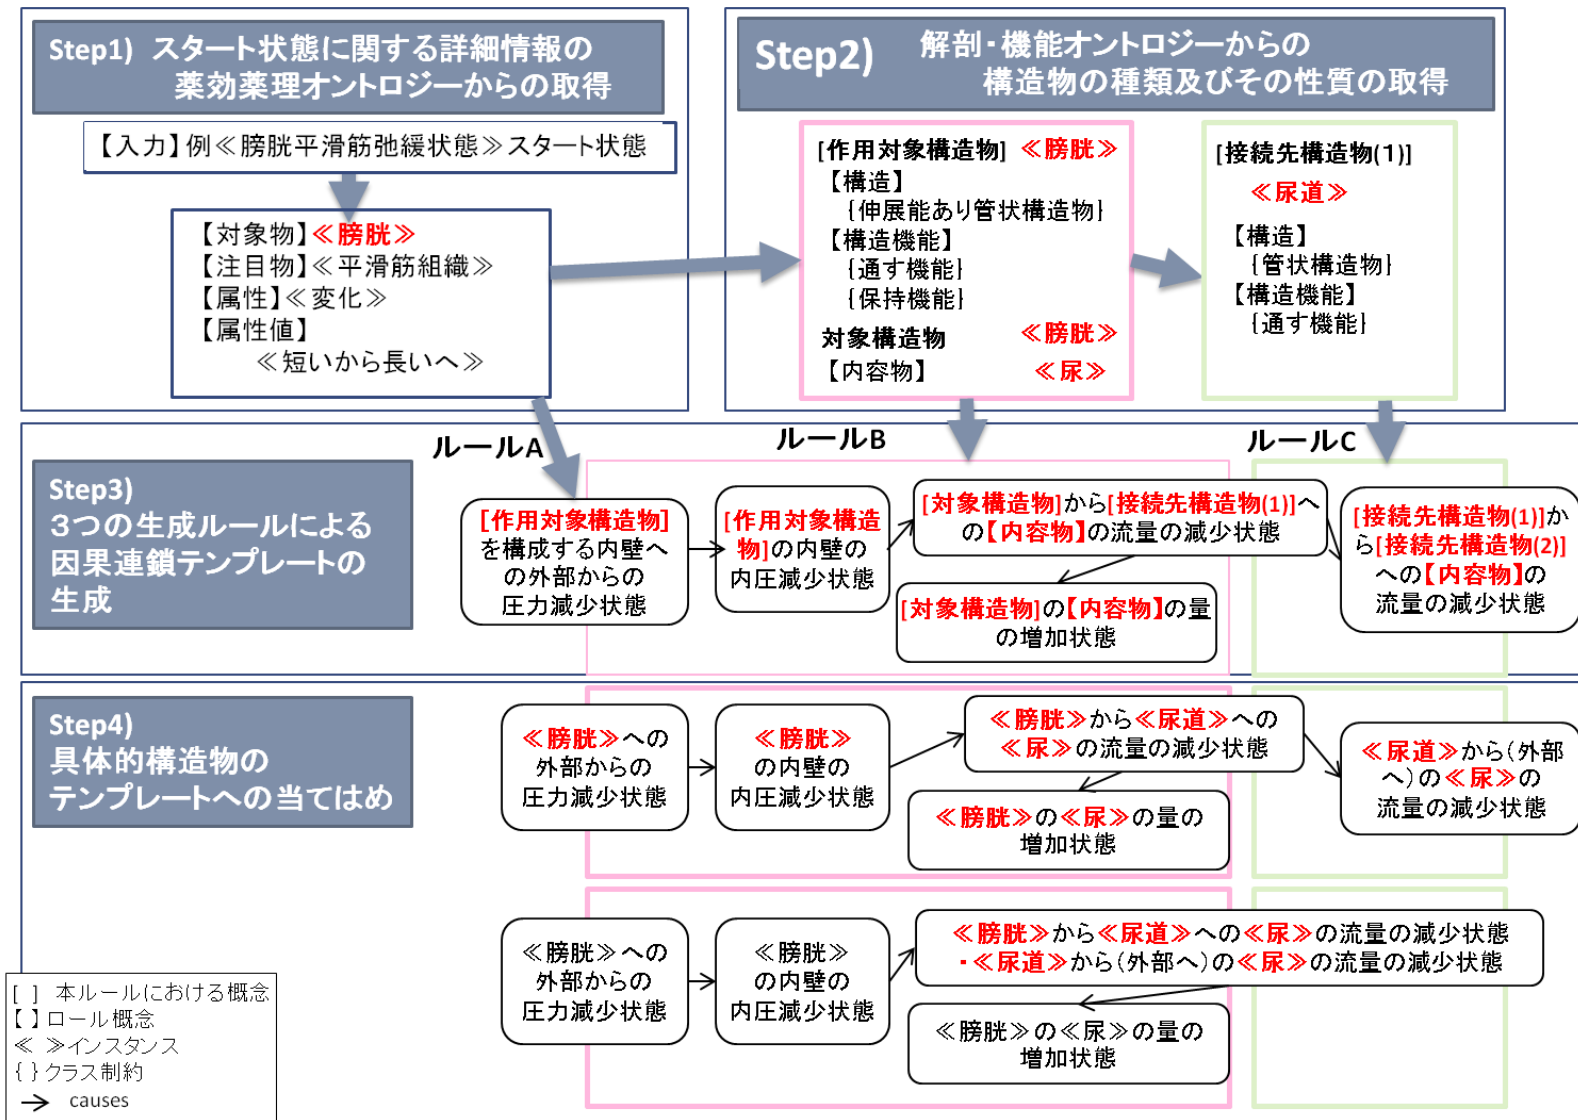 Step1) スタート状態に関する詳細情報の
薬効薬理オントロジーからの取得
【入力】例≪膀胱平滑筋弛緩状態≫スタート状態
【対象物】≪膀胱≫
【注目物】≪平滑筋組織≫
【属性】≪変化≫
【属性値】
≪短いから長いへ≫
Step2) 解剖・機能オントロジーからの
構造物の種類及びその性質の取得
[作用対象構造物] ≪膀胱≫
【構造】
{伸展能あり管状構造物}
【構造機能】
{通す機能}
{保持機能}
対象構造物 ≪膀胱≫
【内容物】 ≪尿≫
[接続先構造物(1)]
≪尿道≫
【構造】
{管状構造物}
【構造機能】
{通す機能}
Step3)
3つの生成ルールによる
因果連鎖テンプレートの
生成
ルールA
ルールB
ルールC
[作用対象構造物]
を構成する内壁へ
の外部からの
圧力減少状態
[作用対象構造
物]の内壁の
内圧減少状態
[対象構造物]から[接続先構造物(1)]へ
の【内容物】の流量の減少状態
[対象構造物]の【内容物】の量
の増加状態
[接続先構造物(1)]か
ら[接続先構造物(2)]
への【内容物】の
流量の減少状態
Step4)
具体的構造物の
テンプレートへの当てはめ
≪膀胱≫への
外部からの
圧力減少状態
≪膀胱≫
の内壁の
内圧減少状態
≪膀胱≫から≪尿道≫への
≪尿≫の流量の減少状態
≪膀胱≫の≪尿≫の量の
増加状態
≪尿道≫から(外部
へ)の≪尿≫の
流量の減少状態
≪膀胱≫への
外部からの
圧力減少状態
≪膀胱≫
の内壁の
内圧減少状態
≪膀胱≫から≪尿道≫への≪尿≫の流量の減少状態
・≪尿道≫から(外部へ)の≪尿≫の流量の減少状態
≪膀胱≫の≪尿≫の量の
増加状態
[ ] 本ルールにおける概念
【 】ロール概念
≪ ≫インスタンス
{ }クラス制約
→ causes